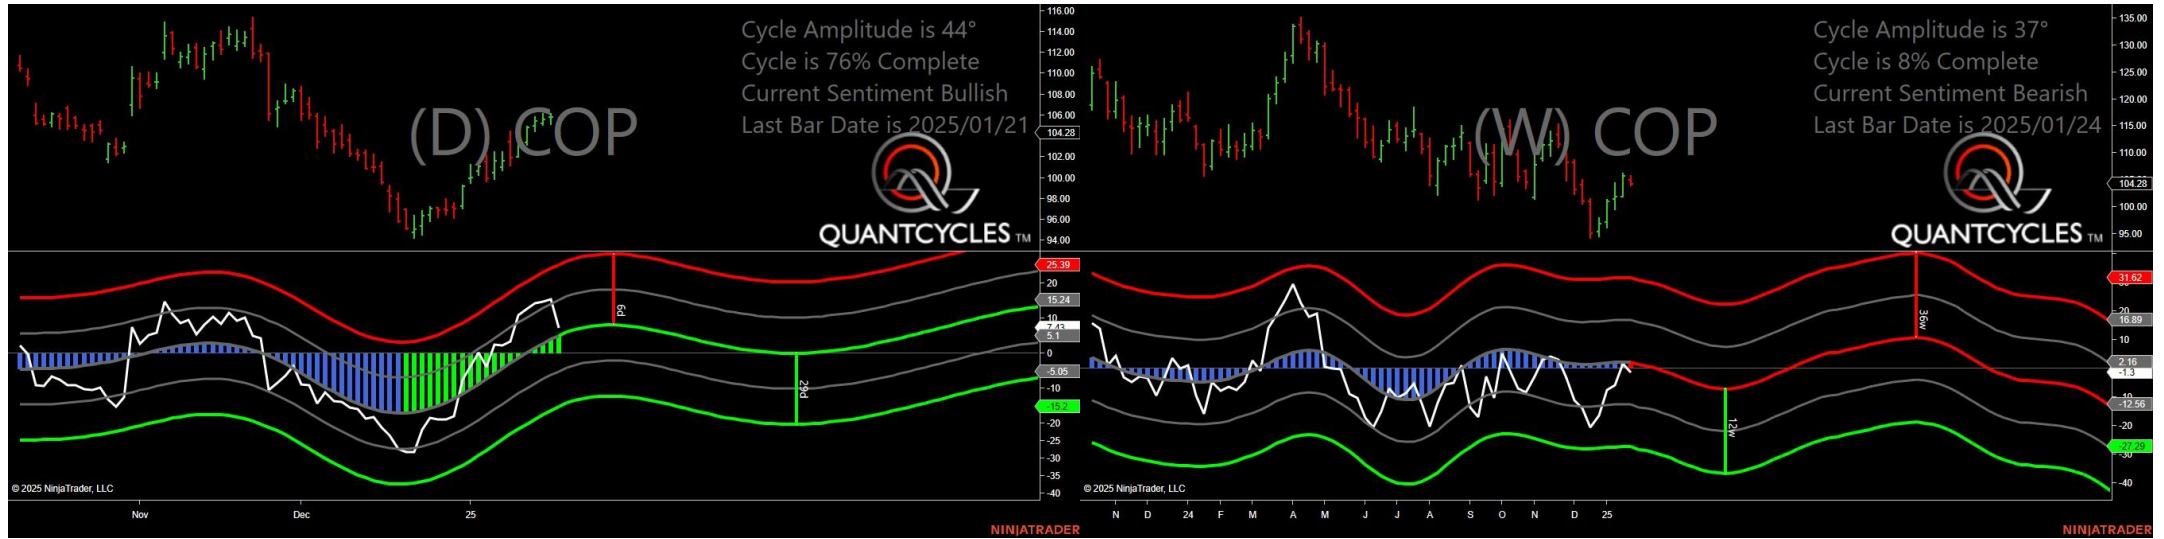 Cycle Amplitude is 44°
Cycle is 76% Complete
Current Sentiment Bullish
Last Bar Date is 2025/01/21
(D) COP
QUANTCYCLES TM
116.00
114.00
112.00
110.00
108.00
106.00
104.28
102.00
100.00
98.00
96.00
94.00
25.39
20
15.24
10
7.43
5.1
0
-5.05
-10
-15.2
-20
-25
-30
-35
-40
6d
29d
© 2025 NinjaTrader, LLC
Nov Dec 25
NINJATRADER
Cycle Amplitude is 37°
Cycle is 8% Complete
Current Sentiment Bearish
Last Bar Date is 2025/01/24
(W) COP
QUANTCYCLES TM
135.00
130.00
125.00
120.00
115.00
110.00
104.28
100.00
95.00
31.62
20
16.89
10
2.16
-1.3
-12.56
-20
-27.29
-30
-40
36w
12w
© 2025 NinjaTrader, LLC
N D 24 F M A M J J A S O N D 25
NINJATRADER